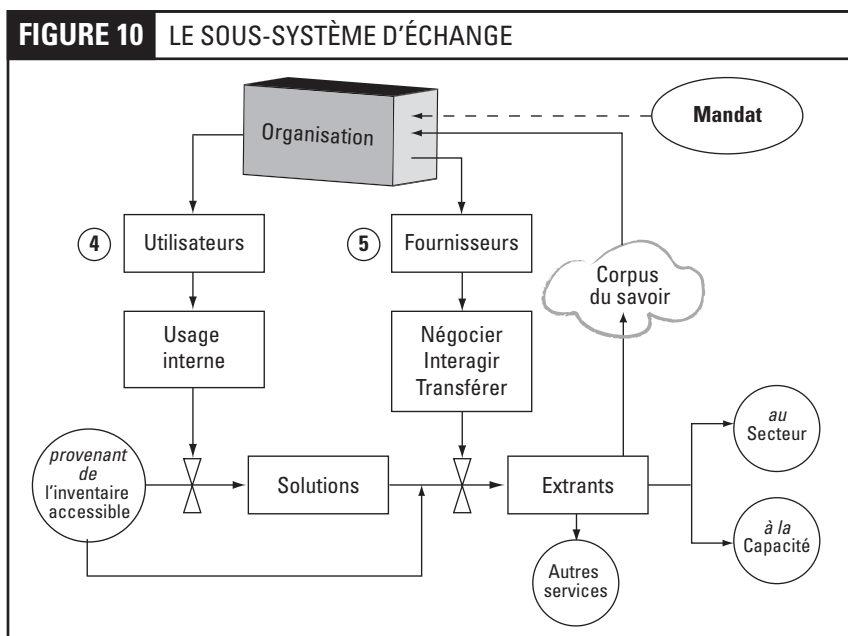 FIGURE 10 LE SOUS-SYSTÈME D'ÉCHANGE
Organisation
Mandat
4 Utilisateurs
5 Fournisseurs
Corpus
du savoir
Usage
interne
Négocier
Interagir
Transférer
provenant
de
l'inventaire
accessible
Solutions
Extrants
au
Secteur
à la
Capacité
Autres
services